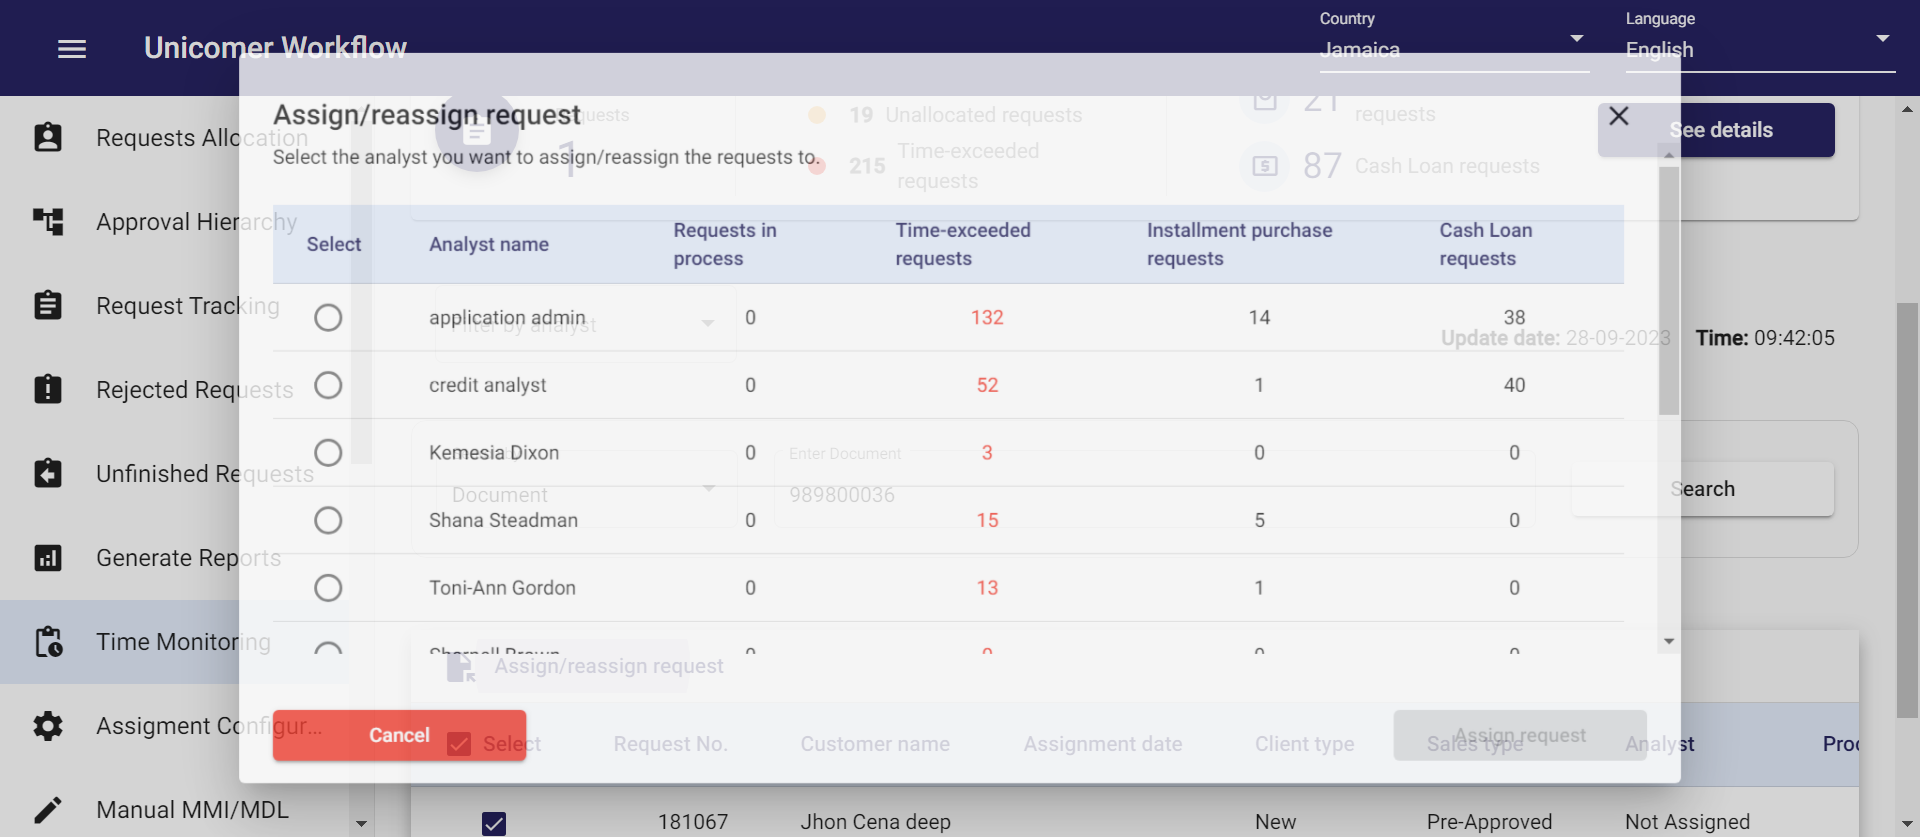 Unicomer Workflow
Country
Jamaica
Language
English
Requests Allocation
Approval Hierarchy
Request Tracking
Rejected Requests
Unfinished Requests
Generate Reports
Time Monitoring
Assigment Configur...
Manual MMI/MDL
Assign/reassign request
Select the analyst you want to assign/reassign the requests to.
Select Analyst name Requests in process Time-exceeded requests Installment purchase requests Cash Loan requests
application admin 0 132 14 38
credit analyst 0 52 1 40
Kemesia Dixon 0 3 0 0
Shana Steadman 0 15 5 0
Toni-Ann Gordon 0 13 1 0
Cancel
Assign request
1
19 Unallocated requests
215 Time-exceeded requests
21 requests
87 Cash Loan requests
See details
Filter by analyst
Update date: 28-09-2023 Time: 09:42:05
Document
Enter Document
989800036
Search
Assign/reassign request
Select Request No. Customer name Assignment date Client type Sales type Analyst
181067 Jhon Cena deep New Pre-Approved Not Assigned